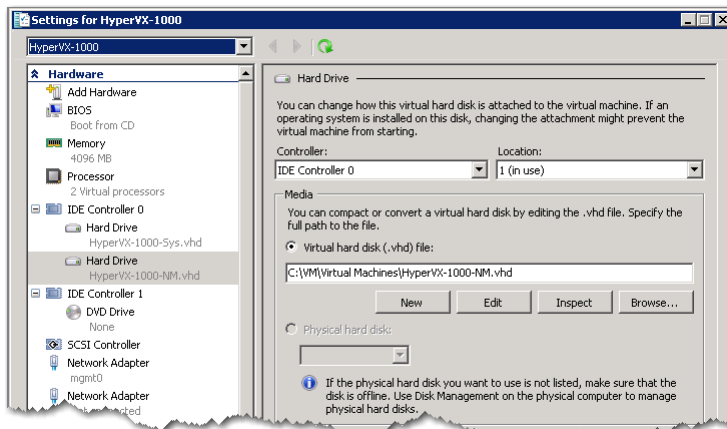 Settings for HyperVX-1000
HyperVX-1000
Hardware
Add Hardware
BIOS
Boot from CD
Memory
4096 MB
Processor
2 Virtual processors
IDE Controller 0
Hard Drive
HyperVX-1000-Sys.vhd
Hard Drive
HyperVX-1000-NM.vhd
IDE Controller 1
DVD Drive
None
SCSI Controller
Network Adapter
mgmt0
Network Adapter
connected
Hard Drive
You can change how this virtual hard disk is attached to the virtual machine. If an
operating system is installed on this disk, changing the attachment might prevent the
virtual machine from starting.
Controller: Location:
IDE Controller 0 1 (in use)
Media
You can compact or convert a virtual hard disk by editing the .vhd file. Specify the
full path to the file.
Virtual hard disk (.vhd) file:
C:\VM\Virtual Machines\HyperVX-1000-NM.vhd
New Edit Inspect Browse...
Physical hard disk:
If the physical hard disk you want to use is not listed, make sure that the
disk is offline. Use Disk Management on the physical computer to manage
physical hard disks.